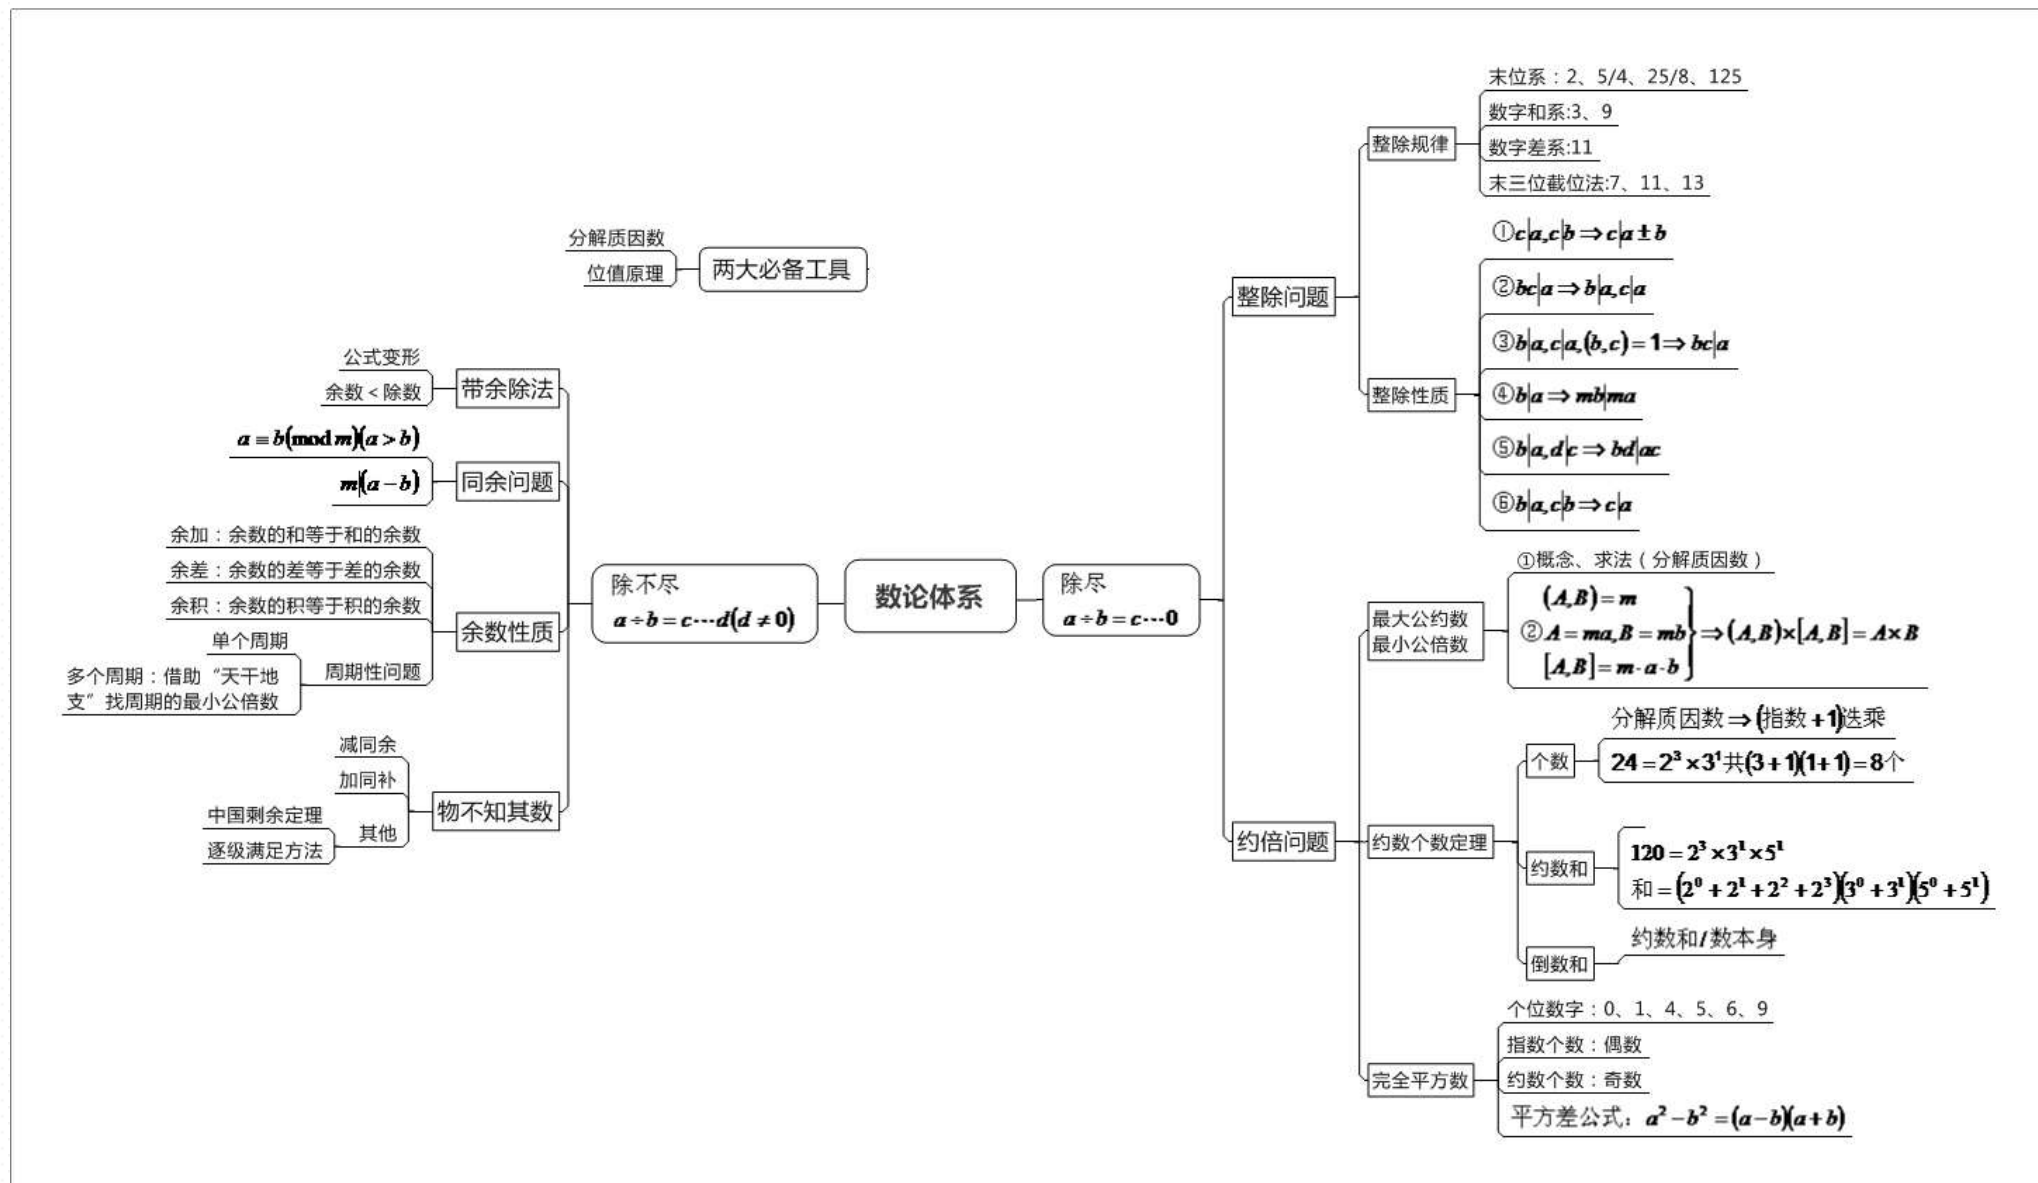 数论体系
两大必备工具
分解质因数
位值原理
除不尽
a÷b=c⋯d(d≠0)
带余除法
公式变形
余数<除数
同余问题
a≡b(mod m)(a>b)
m|(a-b)
余数性质
余加：余数的和等于和的余数
余差：余数的差等于差的余数
余积：余数的积等于积的余数
周期性问题
单个周期
多个周期：借助“天干地
支”找周期的最小公倍数
物不知其数
减同余
加同补
其他
中国剩余定理
逐级满足方法
除尽
a÷b=c⋯0
整除问题
整除规律
末位系：2、5/4、25/8、125
数字和系:3、9
数字差系:11
末三位截位法:7、11、13
整除性质
①c|a,c|b⇒c|a±b
②bc|a⇒b|a,c|a
③b|a,c|a,(b,c)=1⇒bc|a
④b|a⇒mb|ma
⑤b|a,d|c⇒bd|ac
⑥b|a,c|b⇒c|a
约倍问题
最大公约数
最小公倍数
①概念、求法（分解质因数）
(A,B)=m
②A=ma,B=mb}⇒(A,B)×[A,B]=A×B
[A,B]=m·a·b
约数个数定理
个数
分解质因数⇒(指数+1)迭乘
24=2³×3¹共(3+1)(1+1)=8个
约数和
120=2³×3¹×5¹
和=(2⁰+2¹+2²+2³)(3⁰+3¹)(5⁰+5¹)
倒数和
约数和/数本身
完全平方数
个位数字：0、1、4、5、6、9
指数个数：偶数
约数个数：奇数
平方差公式：a²-b²=(a-b)(a+b)